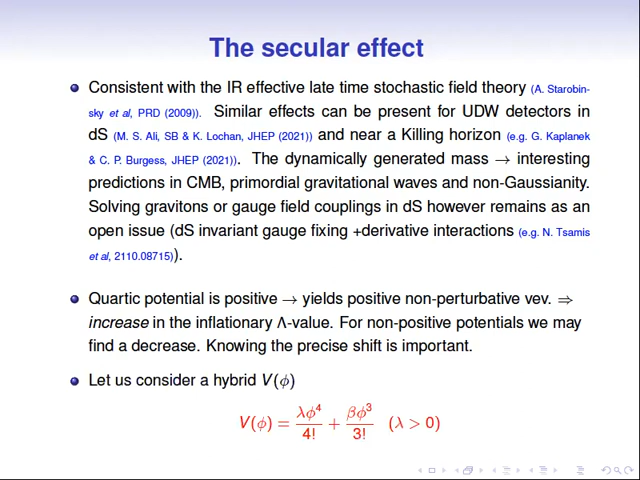 The secular effect
Consistent with the IR effective late time stochastic field theory (A. Starobin-
sky et al, PRD (2009)). Similar effects can be present for UDW detectors in
dS (M. S. Ali, SB & K. Lochan, JHEP (2021)) and near a Killing horizon (e.g. G. Kaplanek
& C. P. Burgess, JHEP (2021)). The dynamically generated mass → interesting
predictions in CMB, primordial gravitational waves and non-Gaussianity.
Solving gravitons or gauge field couplings in dS however remains as an
open issue (dS invariant gauge fixing +derivative interactions (e.g. N. Tsamis
et al, 2110.08715)).
Quartic potential is positive → yields positive non-perturbative vev. ⇒
increase in the inflationary Λ-value. For non-positive potentials we may
find a decrease. Knowing the precise shift is important.
Let us consider a hybrid V(ϕ)
V(ϕ) = λϕ⁴/4! + βϕ³/3! (λ > 0)